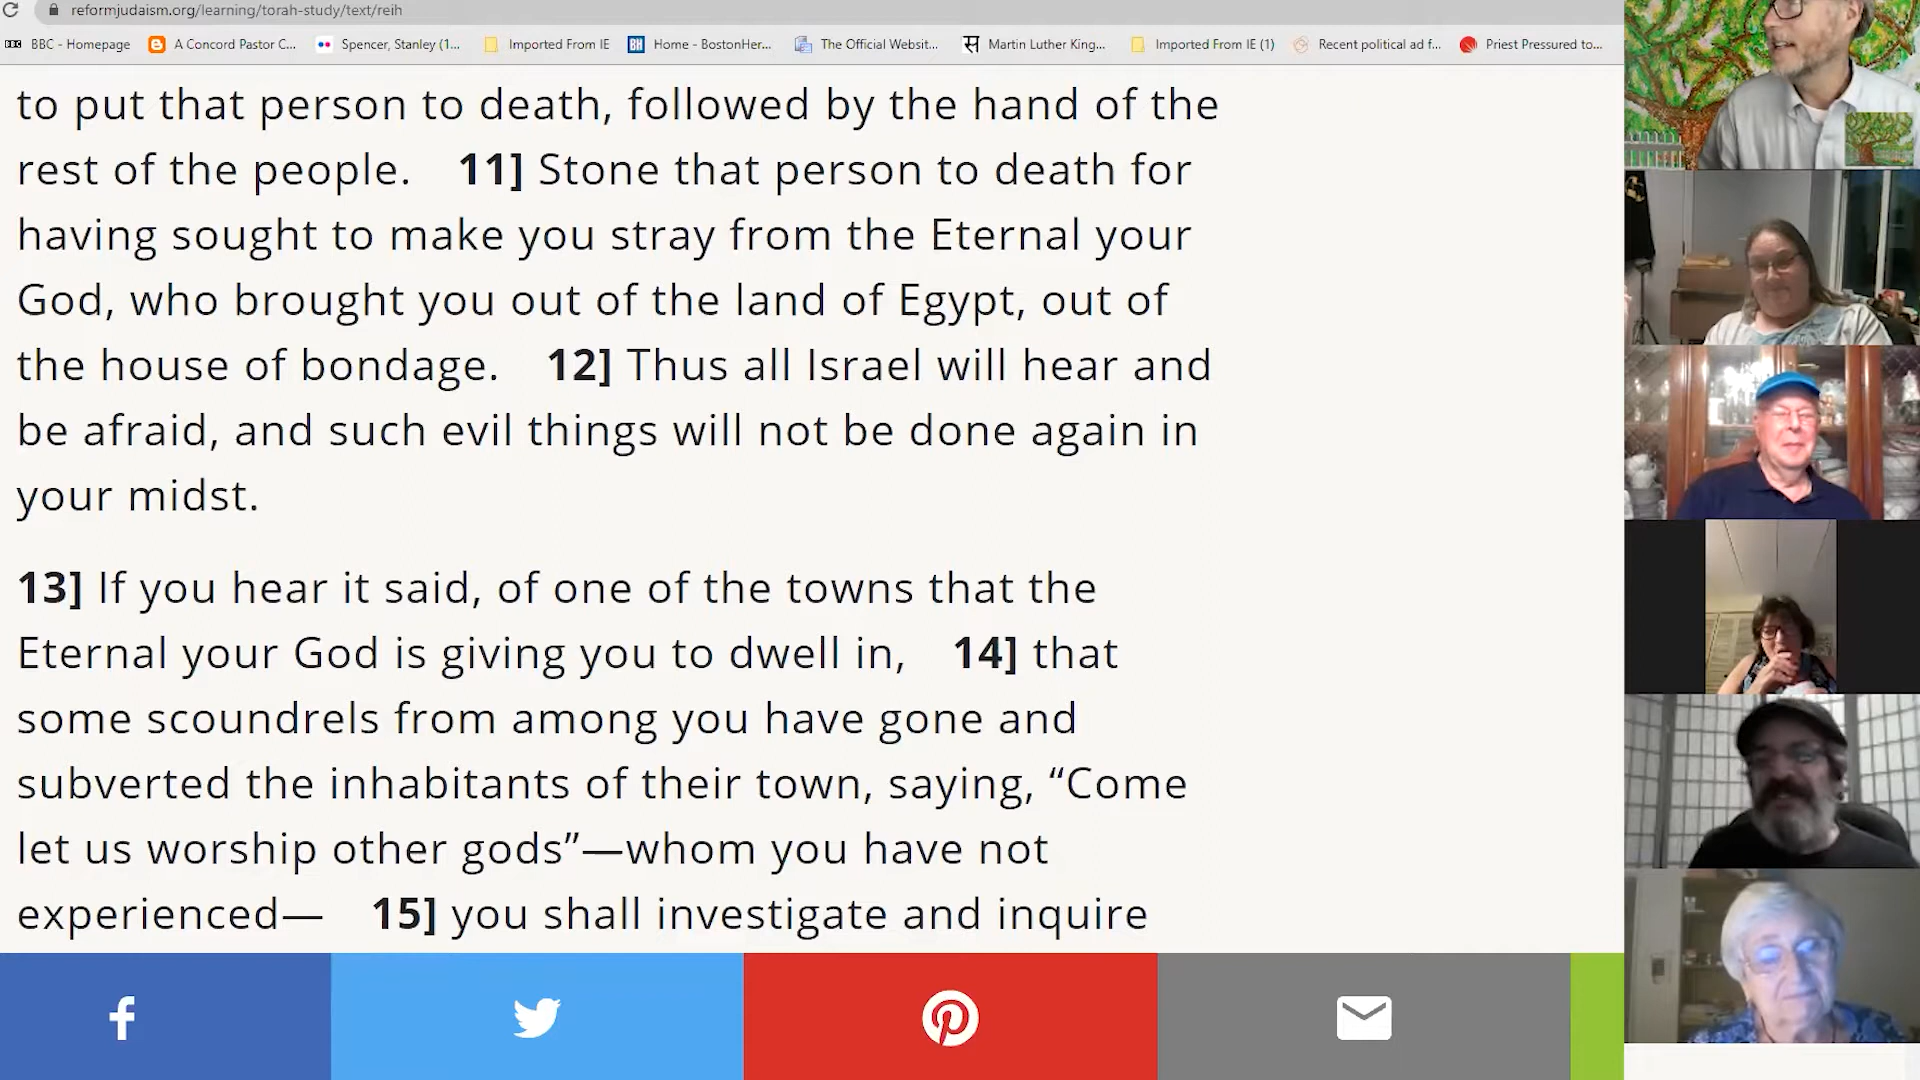 reformjudaism.org/learning/torah-study/text/reih
BBC BBC - Homepage A Concord Pastor C... Spencer, Stanley (1... Imported From IE BH Home - BostonHer... The Official Websit... Martin Luther King... Imported From IE (1) Recent political ad f... Priest Pressured to...
to put that person to death, followed by the hand of the
rest of the people. 11] Stone that person to death for
having sought to make you stray from the Eternal your
God, who brought you out of the land of Egypt, out of
the house of bondage. 12] Thus all Israel will hear and
be afraid, and such evil things will not be done again in
your midst.
13] If you hear it said, of one of the towns that the
Eternal your God is giving you to dwell in, 14] that
some scoundrels from among you have gone and
subverted the inhabitants of their town, saying, “Come
let us worship other gods”—whom you have not
experienced— 15] you shall investigate and inquire